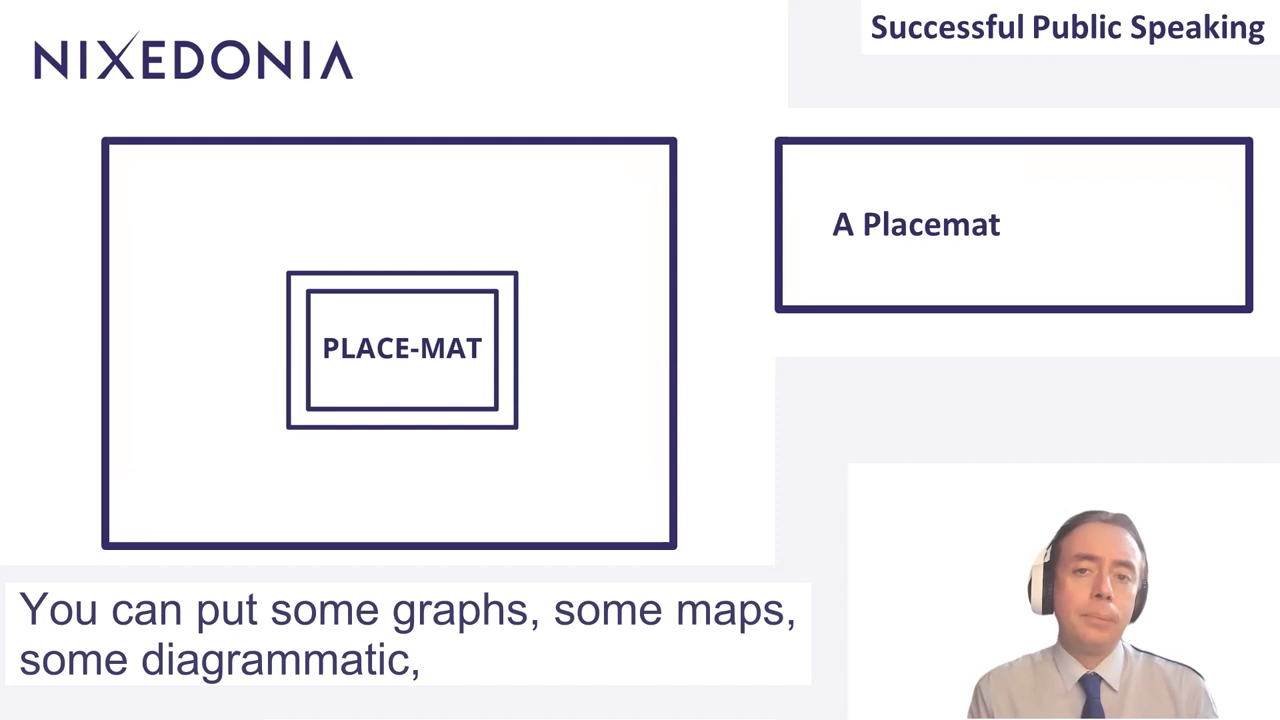 NIXEDONIA
Successful Public Speaking
PLACE-MAT
A Placemat
You can put some graphs, some maps,
some diagrammatic,